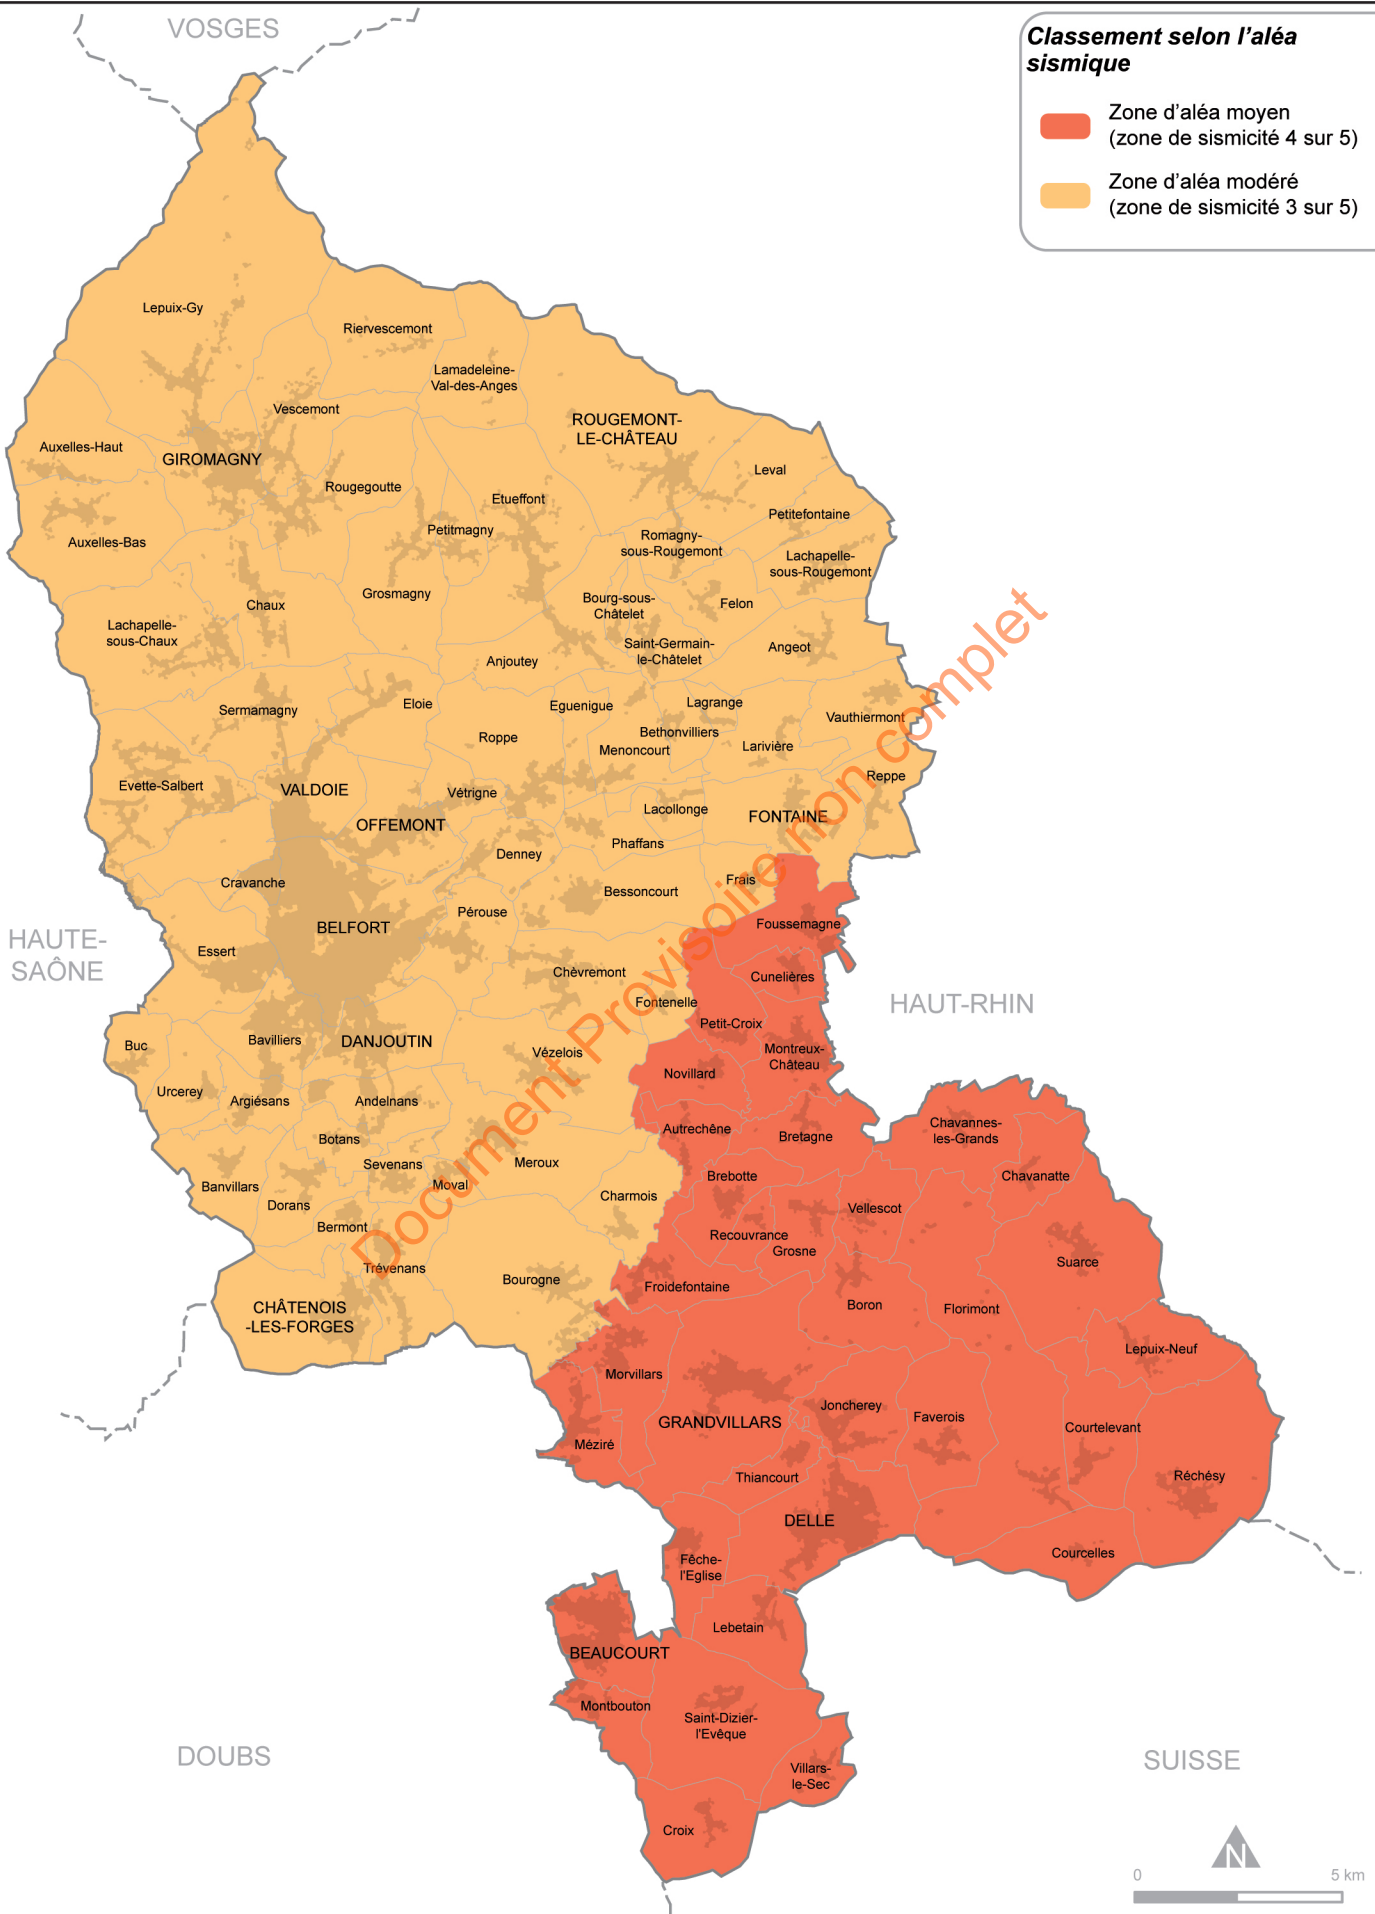 VOSGES
Classement selon l'aléa
sismique
Zone d'aléa moyen
(zone de sismicité 4 sur 5)
Zone d'aléa modéré
(zone de sismicité 3 sur 5)
Lepuix-Gy
Riervescemont
Lamadeleine-
Val-des-Anges
Vescemont
ROUGEMONT-
LE-CHÂTEAU
Auxelles-Haut
GIROMAGNY
Leval
Rougegoutte
Etueffont
Petitefontaine
Petitmagny
Auxelles-Bas
Romagny-
sous-Rougemont
Lachapelle-
sous-Rougemont
Grosmagny
Chaux
Bourg-sous-
Châtelet
Felon
Lachapelle-
sous-Chaux
Saint-Germain-
le-Châtelet
Angeot
Anjoutey
Sermamagny
Eloie
Eguenigue
Lagrange
Vauthiermont
Roppe
Bethonvilliers
Menoncourt
Larivière
Reppe
Evette-Salbert
VALDOIE
Vétrigne
Lacollonge
FONTAINE
OFFEMONT
Phaffans
Denney
Cravanche
Frais
Bessoncourt
Pérouse
BELFORT
Foussemagne
HAUTE-
SAÔNE
Essert
Chèvremont
Cunelières
Fontenelle
HAUT-RHIN
Petit-Croix
Buc
Bavilliers
DANJOUTIN
Vézelois
Montreux-
Château
Novillard
Urcerey
Argiésans
Andelnans
Autrechêne
Bretagne
Chavannes-
les-Grands
Botans
Sevenans
Meroux
Brebotte
Chavanatte
Banvillars
Moval
Charmois
Dorans
Vellescot
Bermont
Recouvrance
Grosne
Trévenans
Bourogne
Froidefontaine
Suarce
CHÂTENOIS
-LES-FORGES
Boron
Florimont
Lepuix-Neuf
Morvillars
Joncherey
Faverois
GRANDVILLARS
Courtelevant
Méziré
Thiancourt
Réchésy
DELLE
Fêche-
l'Eglise
Courcelles
Lebetain
BEAUCOURT
Montbouton
Saint-Dizier-
l'Evêque
DOUBS
Villars-
le-Sec
SUISSE
Croix
N
0 5 km
Document Provisoire non complet